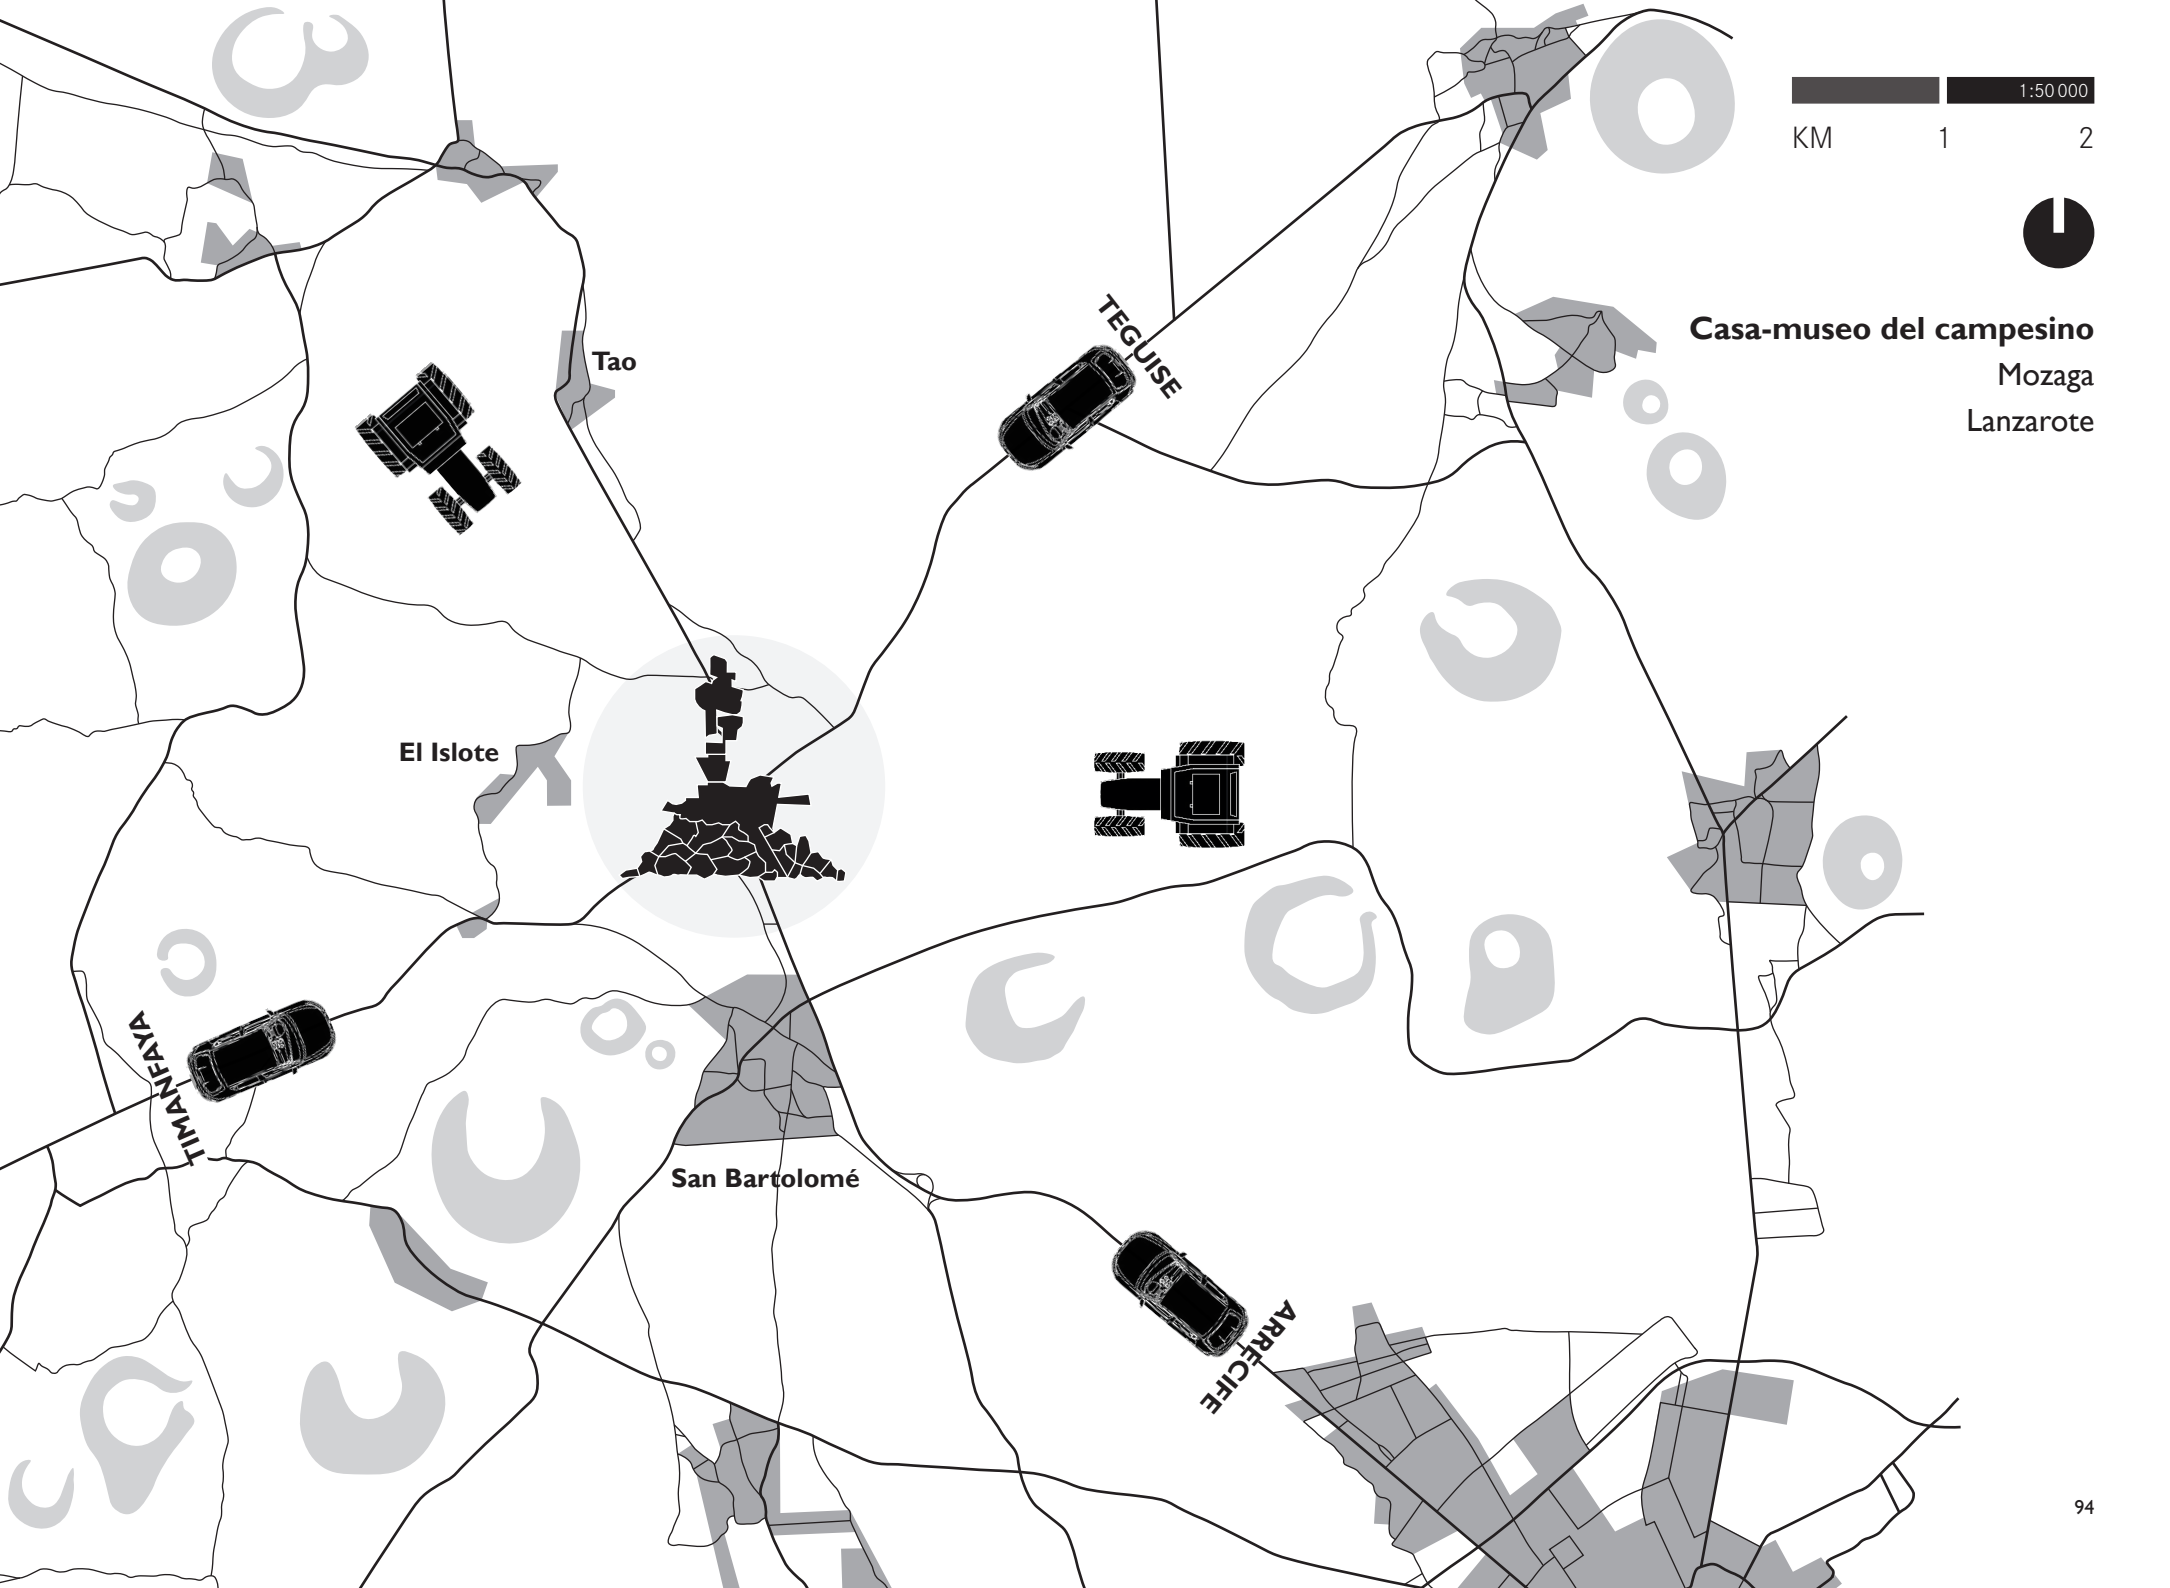 1:50 000
KM 1 2
Casa-museo del campesino
Mozaga
Lanzarote
TEGUISE
Tao
El Islote
TIMANFAYA
San Bartolomé
ARRECIFE
94